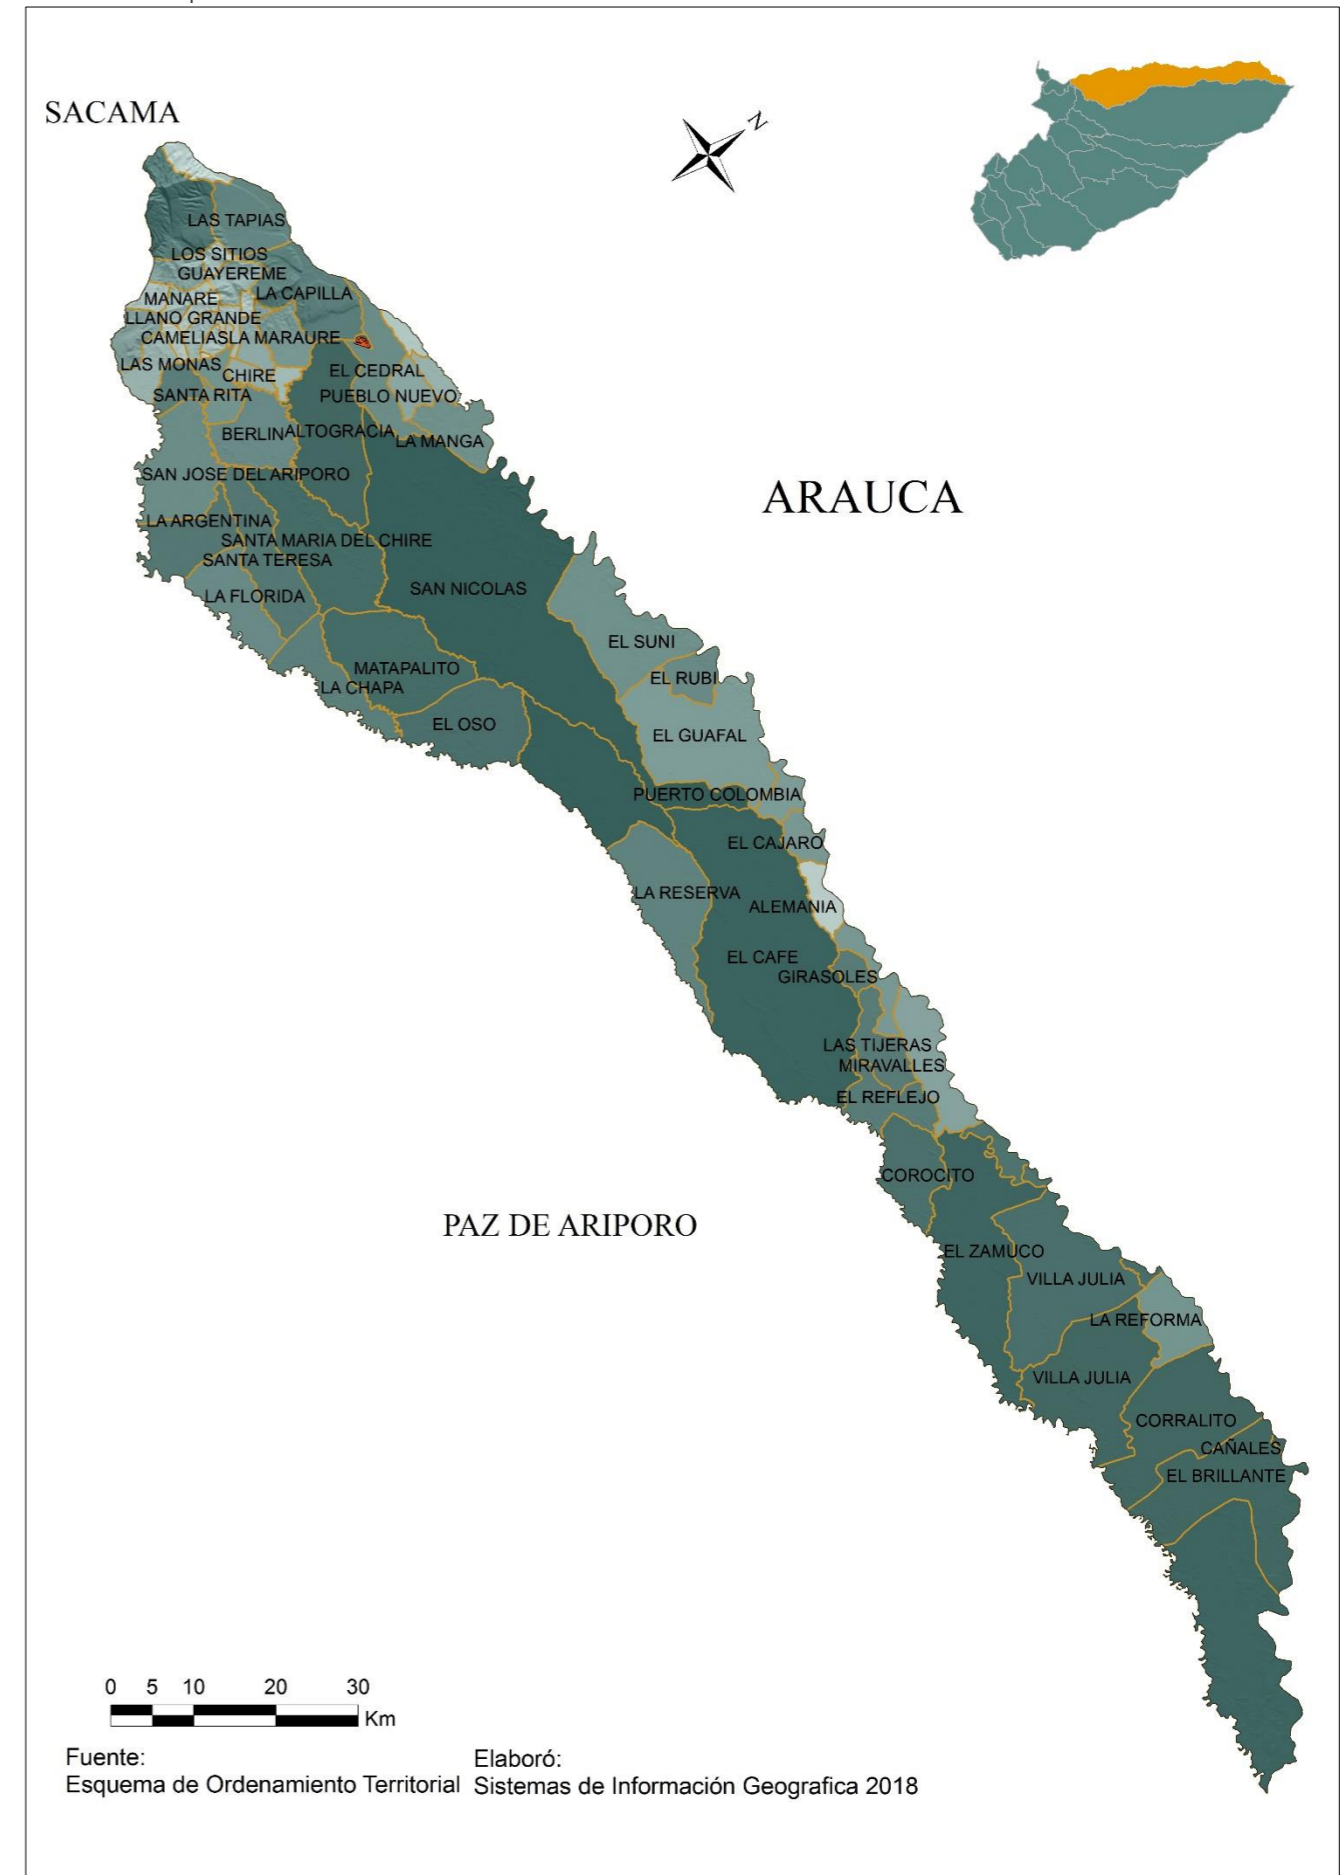 SACAMA
N
LAS TAPIAS
LOS SITIOS
GUAYEREME
LA CAPILLA
MANARE
LLANO GRANDE
CAMELIASLA MARAURE
LAS MONAS
CHIRE
EL CEDRAL
SANTA RITA
PUEBLO NUEVO
BERLIN
ALTOGRACIA
LA MANGA
SAN JOSE DEL ARIPORO
ARAUCA
LA ARGENTINA
SANTA MARIA DEL CHIRE
SANTA TERESA
SAN NICOLAS
LA FLORIDA
EL SUNI
MATAPALITO
EL RUBI
LA CHAPA
EL OSO
EL GUAFAL
PUERTO COLOMBIA
EL CAJARO
LA RESERVA
ALEMANIA
EL CAFE
GIRASOLES
LAS TIJERAS
MIRAVALLES
EL REFLEJO
COROCITO
PAZ DE ARIPORO
EL ZAMUCO
VILLA JULIA
LA REFORMA
VILLA JULIA
CORRALITO
CAÑALES
EL BRILLANTE
0 5 10 20 30
Km
Fuente:
Esquema de Ordenamiento Territorial
Elaboró:
Sistemas de Información Geografica 2018